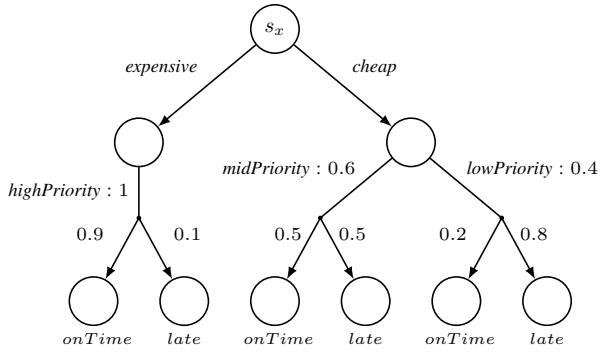 s_x
expensive cheap
highPriority : 1 midPriority : 0.6 lowPriority : 0.4
0.9 0.1 0.5 0.5 0.2 0.8
onTime late onTime late onTime late